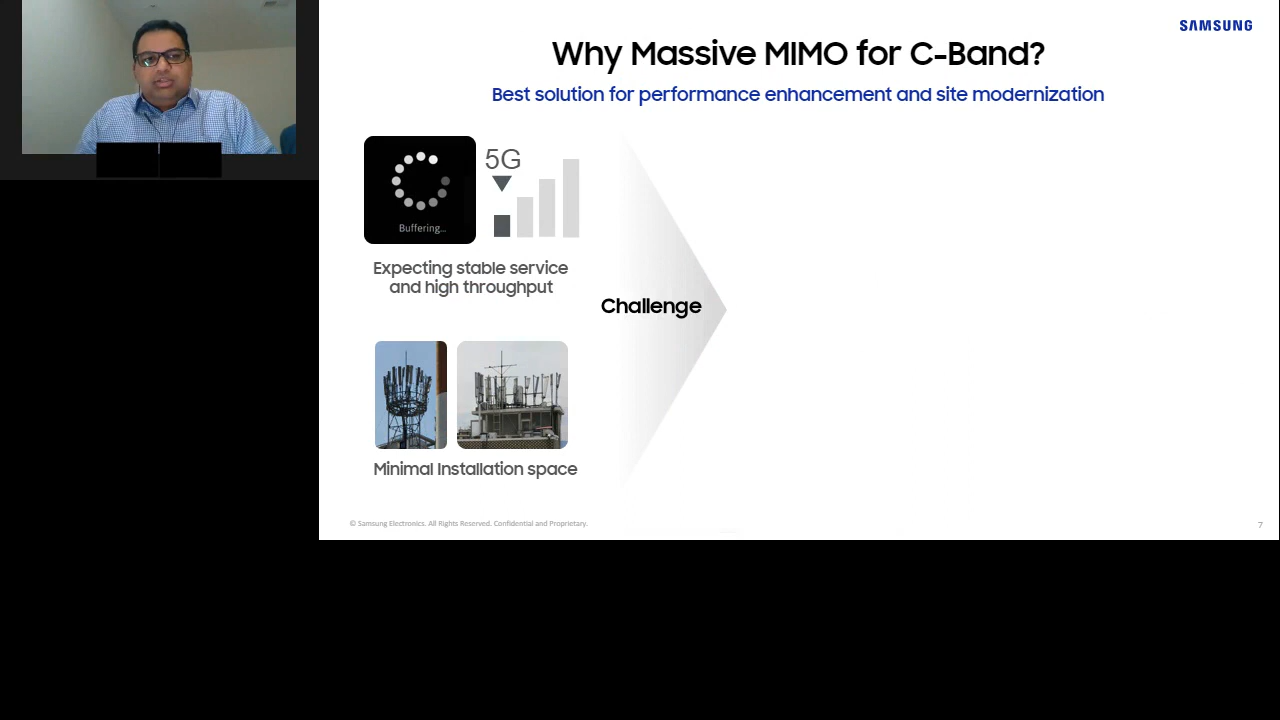 SAMSUNG
Why Massive MIMO for C-Band?
Best solution for performance enhancement and site modernization
5G
Buffering...
Expecting stable service
and high throughput
Challenge
Minimal Installation space
© Samsung Electronics. All Rights Reserved. Confidential and Proprietary.
7